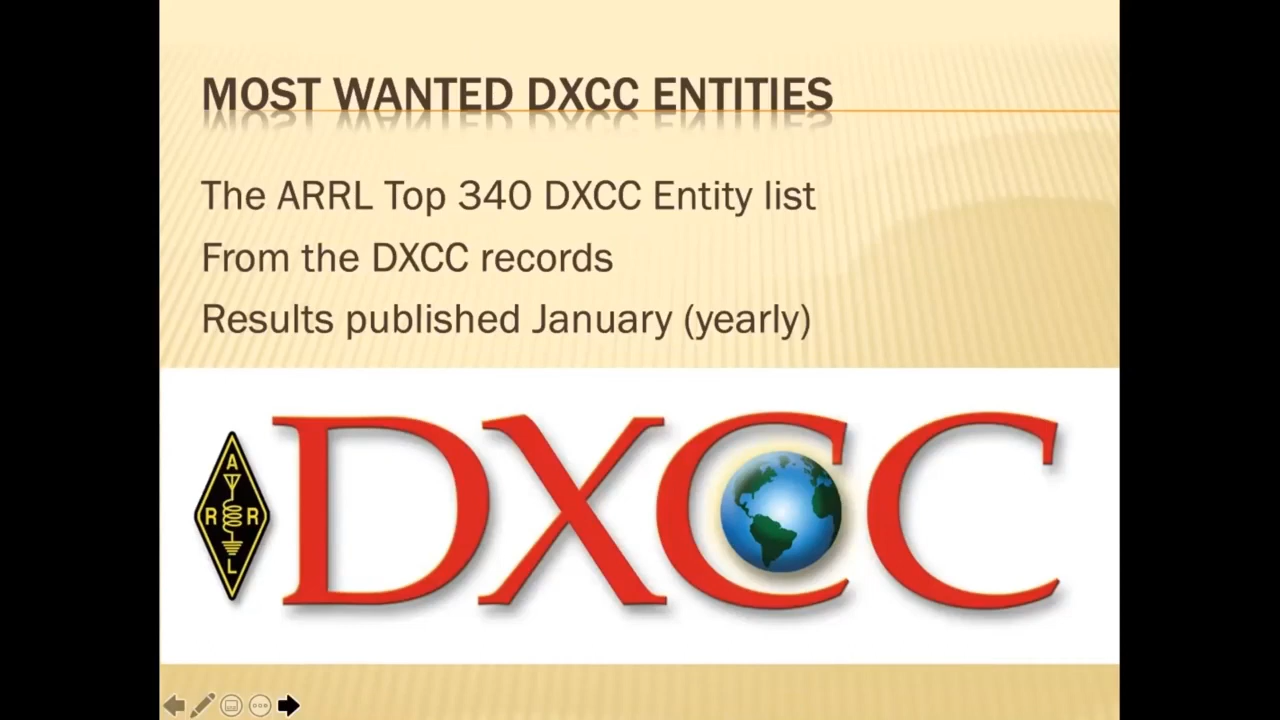 MOST WANTED DXCC ENTITIES
The ARRL Top 340 DXCC Entity list
From the DXCC records
Results published January (yearly)
A
R R
L
DXCC